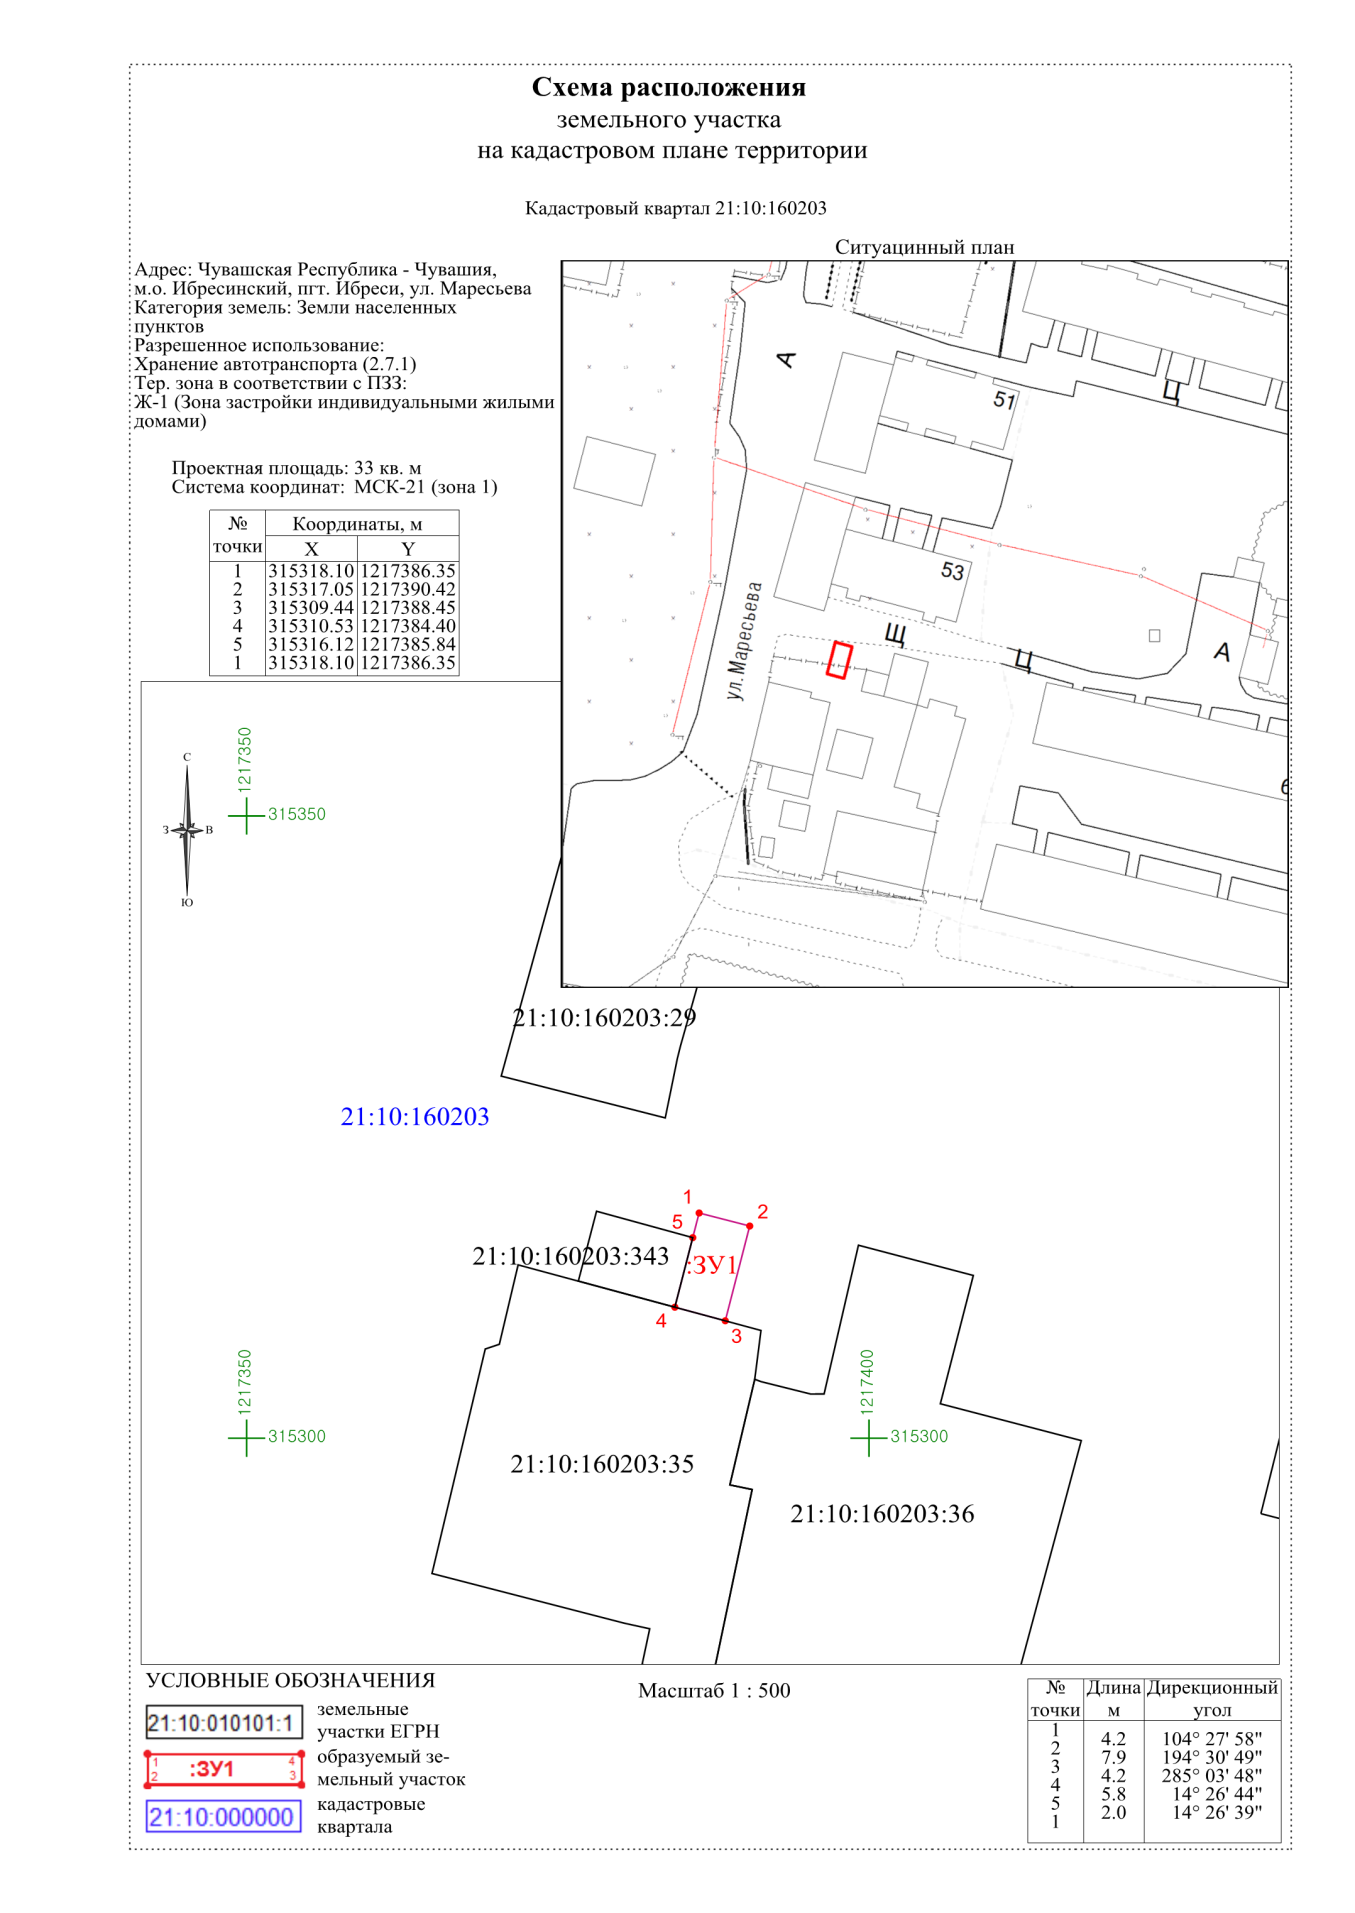 Схема расположения
земельного участка
на кадастровом плане территории
Кадастровый квартал 21:10:160203
Ситуацинный план
Адрес: Чувашская Республика - Чувашия,
м.о. Ибресинский, пгт. Ибреси, ул. Маресьева
Категория земель: Земли населенных
пунктов
Разрешенное использование:
Хранение автотранспорта (2.7.1)
Тер. зона в соответствии с ПЗЗ:
Ж-1 (Зона застройки индивидуальными жилыми
домами)
Проектная площадь: 33 кв. м
Система координат: МСК-21 (зона 1)
№ точки Координаты, м
X Y
1 315318.10 1217386.35
2 315317.05 1217390.42
3 315309.44 1217388.45
4 315310.53 1217384.40
5 315316.12 1217385.84
1 315318.10 1217386.35
А
Ц
51
53
ул. Маресьева
Щ
Ц
А
6
1217350
315350
С
З В
Ю
21:10:160203:29
21:10:160203
1
2
5
21:10:160203:343
:ЗУ1
4
3
1217350
315300
1217400
315300
21:10:160203:35
21:10:160203:36
УСЛОВНЫЕ ОБОЗНАЧЕНИЯ
21:10:010101:1
земельные
участки ЕГРН
1 4
:ЗУ1
2 3
образуемый зе-
мельный участок
21:10:000000
кадастровые
квартала
Масштаб 1 : 500
№ Длина Дирекционный
точки м угол
1
4.2 104° 27' 58"
2
7.9 194° 30' 49"
3
4.2 285° 03' 48"
4
5.8 14° 26' 44"
5
2.0 14° 26' 39"
1